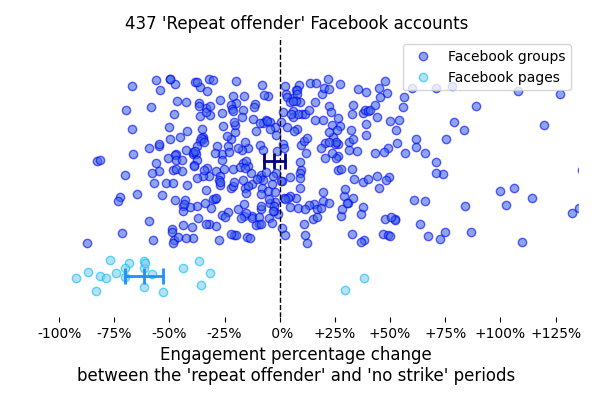 437 'Repeat offender' Facebook accounts
Facebook groups
Facebook pages
-100% -75% -50% -25% 0% +25% +50% +75% +100% +125%
Engagement percentage change
between the 'repeat offender' and 'no strike' periods